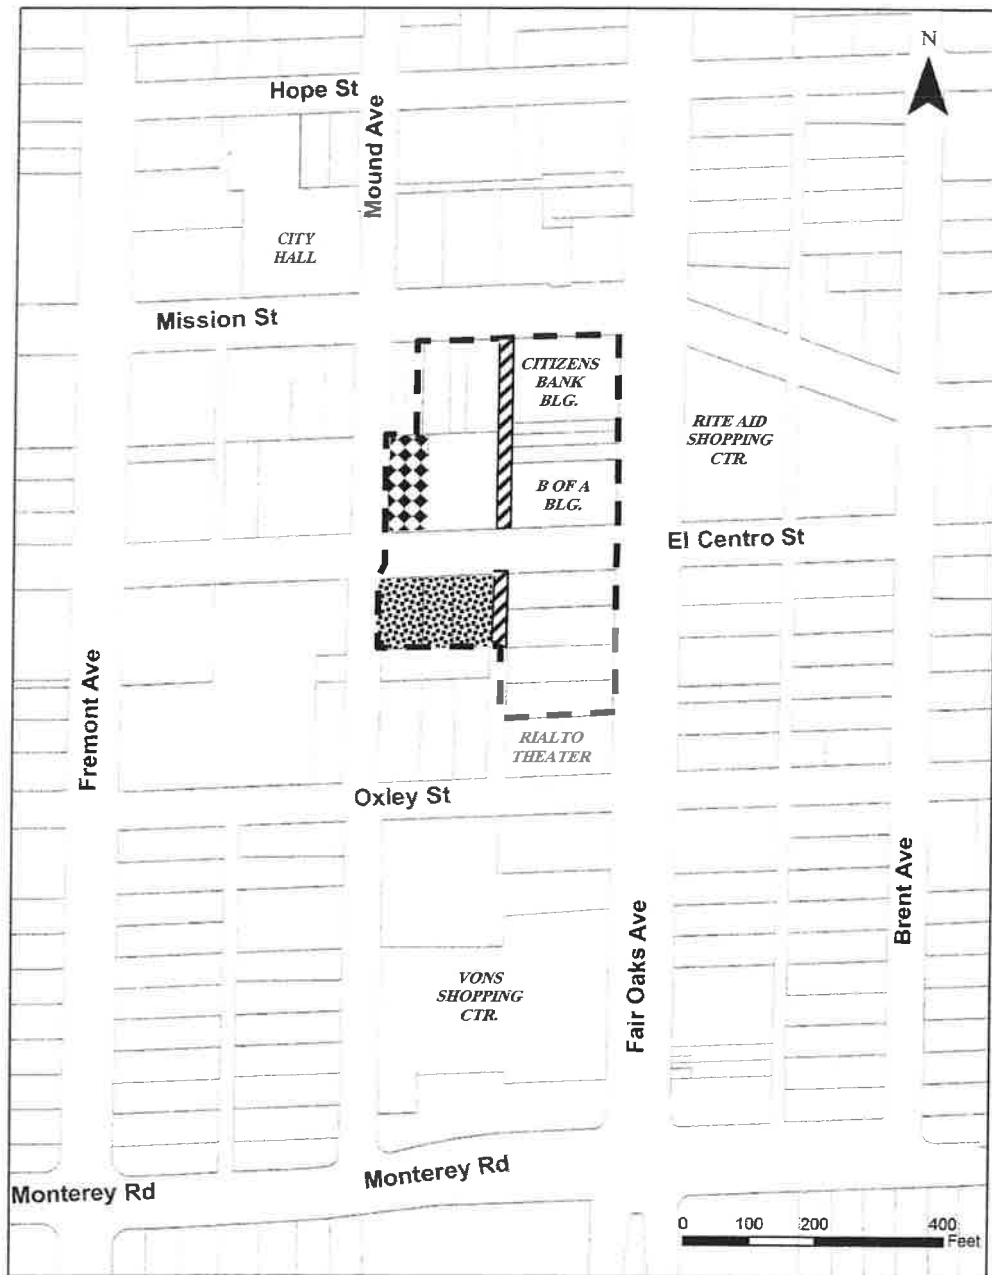 N
Hope St
Mound Ave
CITY
HALL
Mission St
CITIZENS
BANK
BLG.
RITE AID
SHOPPING
CTR.
B OF A
BLG.
El Centro St
Fremont Ave
RIALTO
THEATER
Oxley St
Fair Oaks Ave
Brent Ave
VONS
SHOPPING
CTR.
Monterey Rd
Monterey Rd
0 100 200 400
Feet